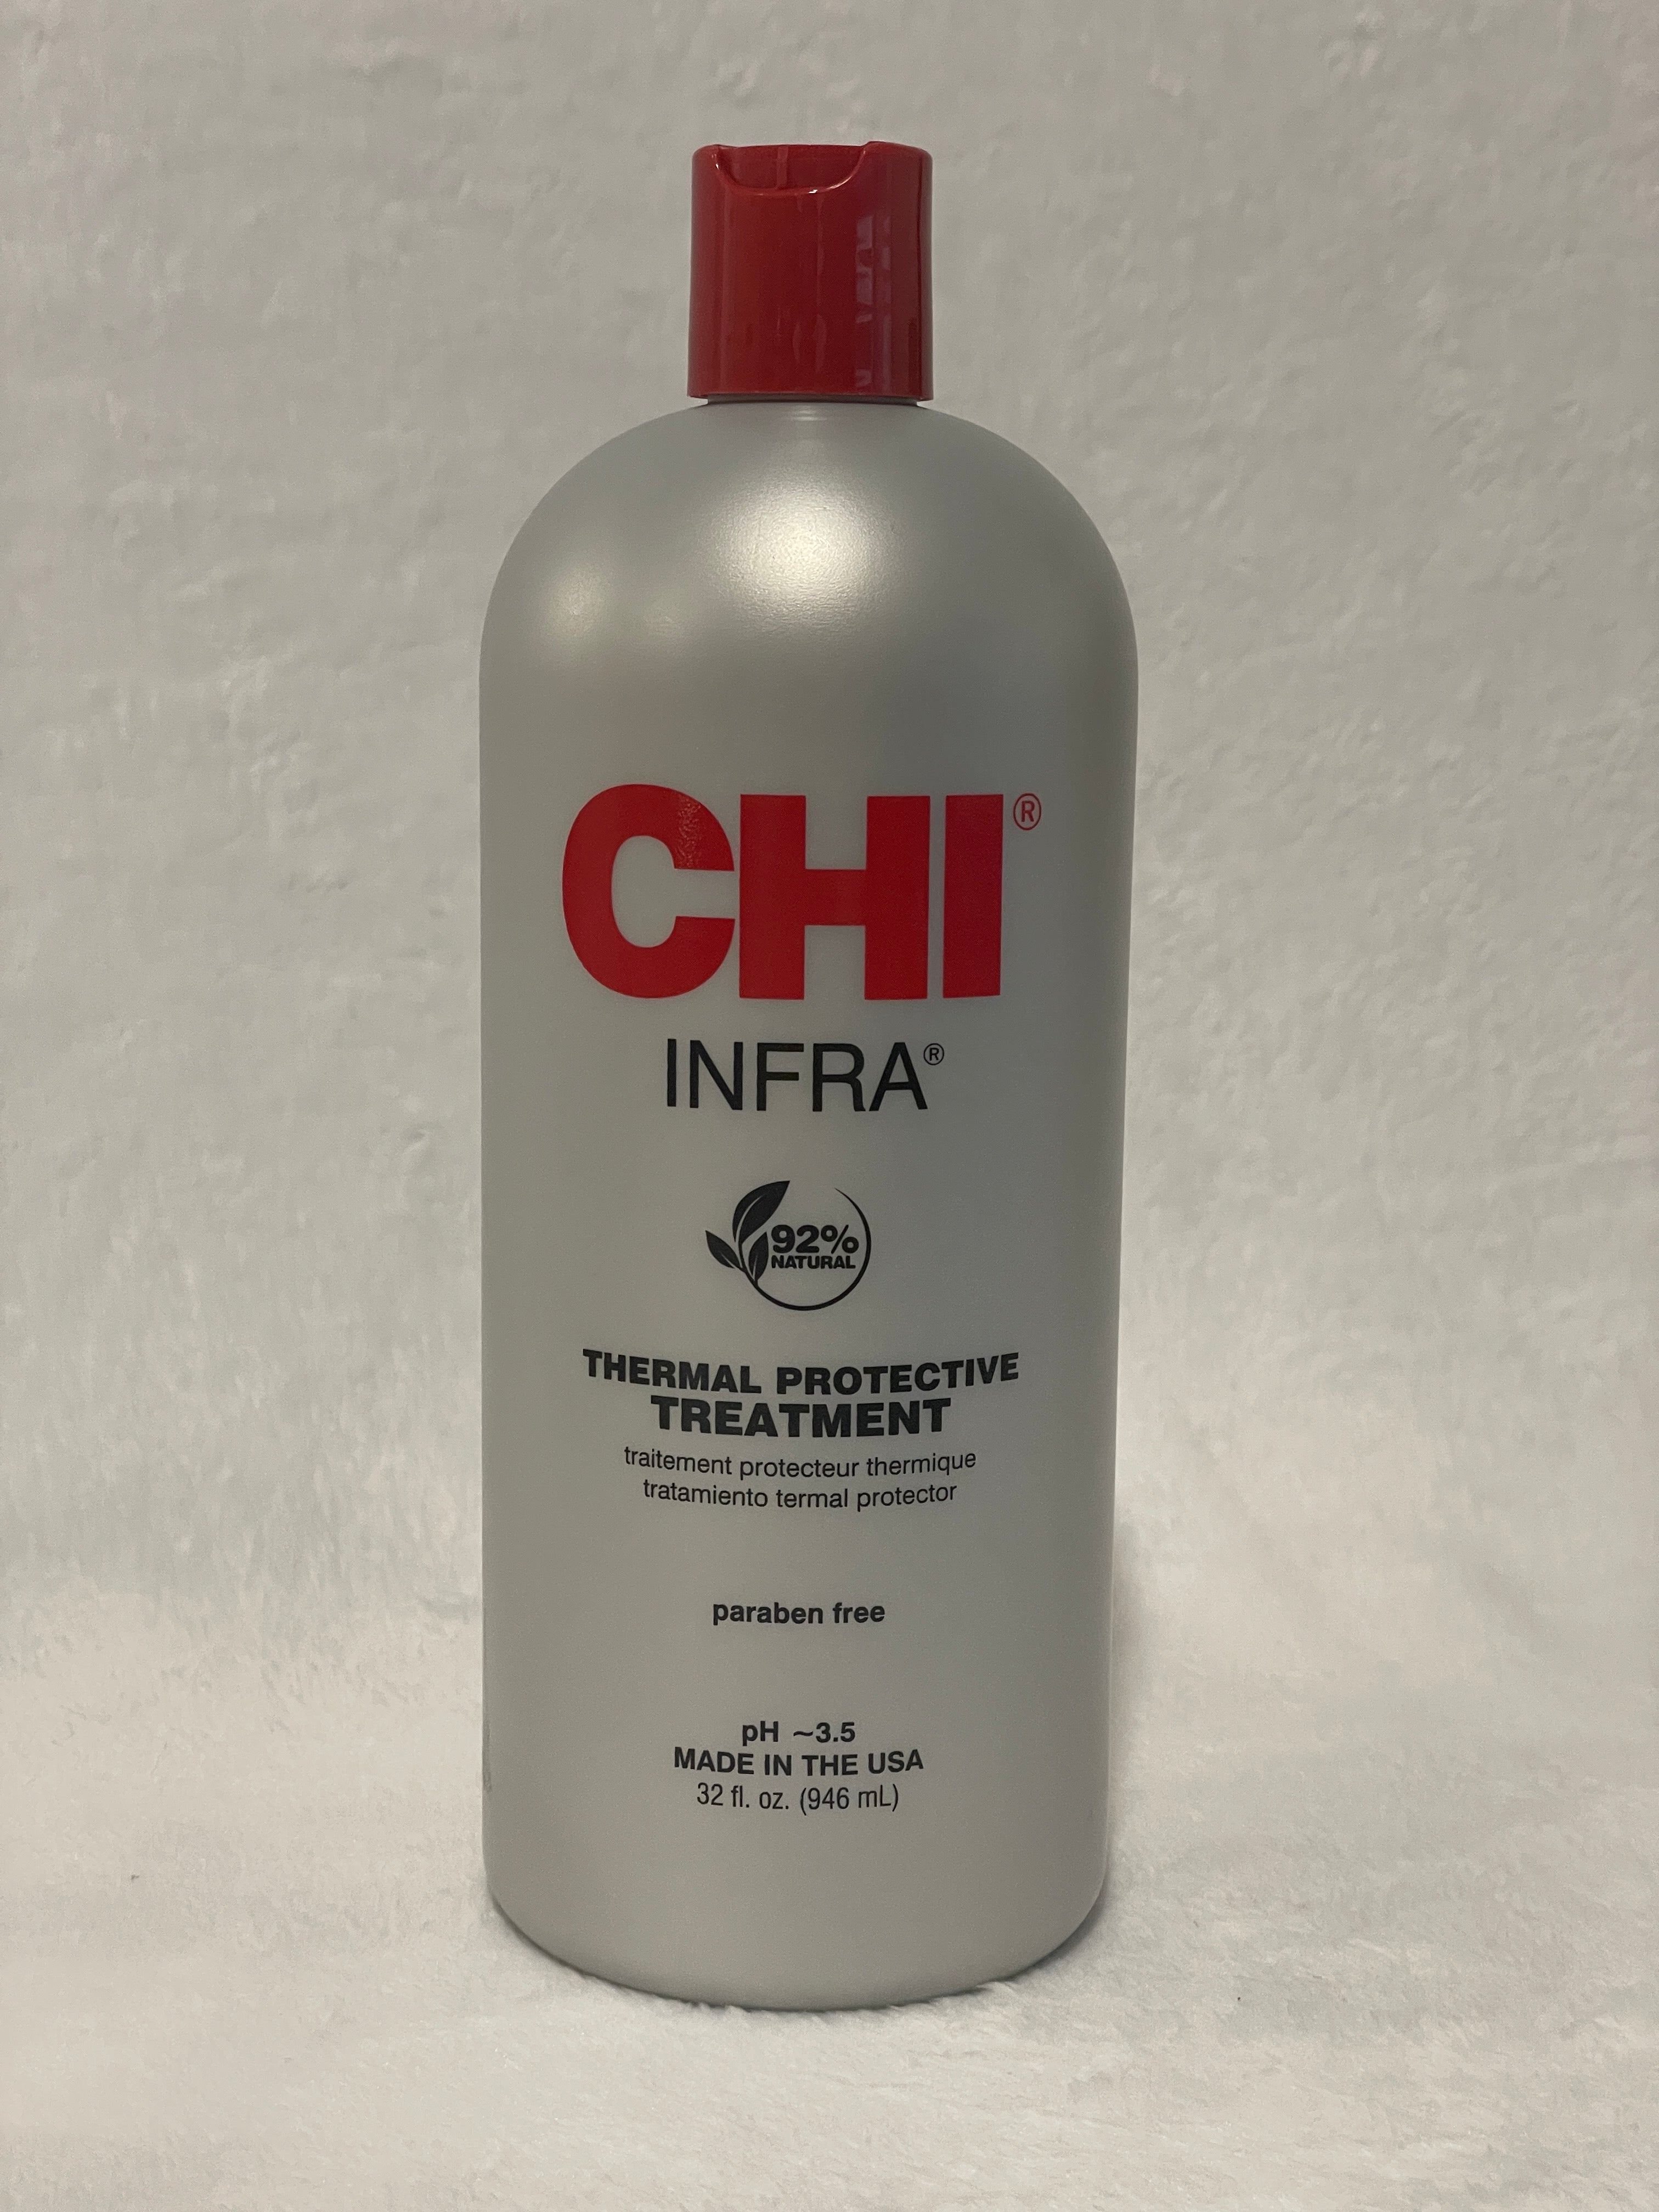 CHI®
INFRA®
92%
NATURAL
THERMAL PROTECTIVE
TREATMENT
traitement protecteur thermique
tratamiento termal protector
paraben free
pH ~3.5
MADE IN THE USA
32 fl. oz. (946 mL)